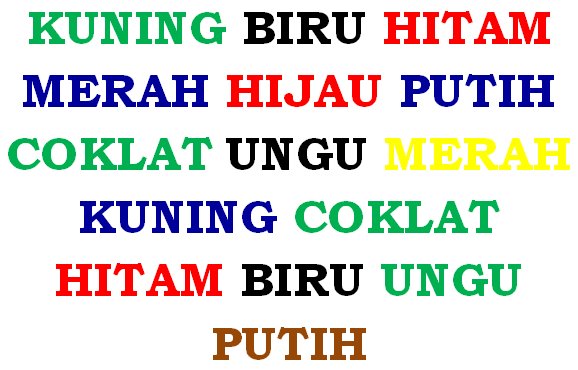 KUNING BIRU HITAM
MERAH HIJAU PUTIH
COKLAT UNGU MERAH
KUNING COKLAT
HITAM BIRU UNGU
PUTIH